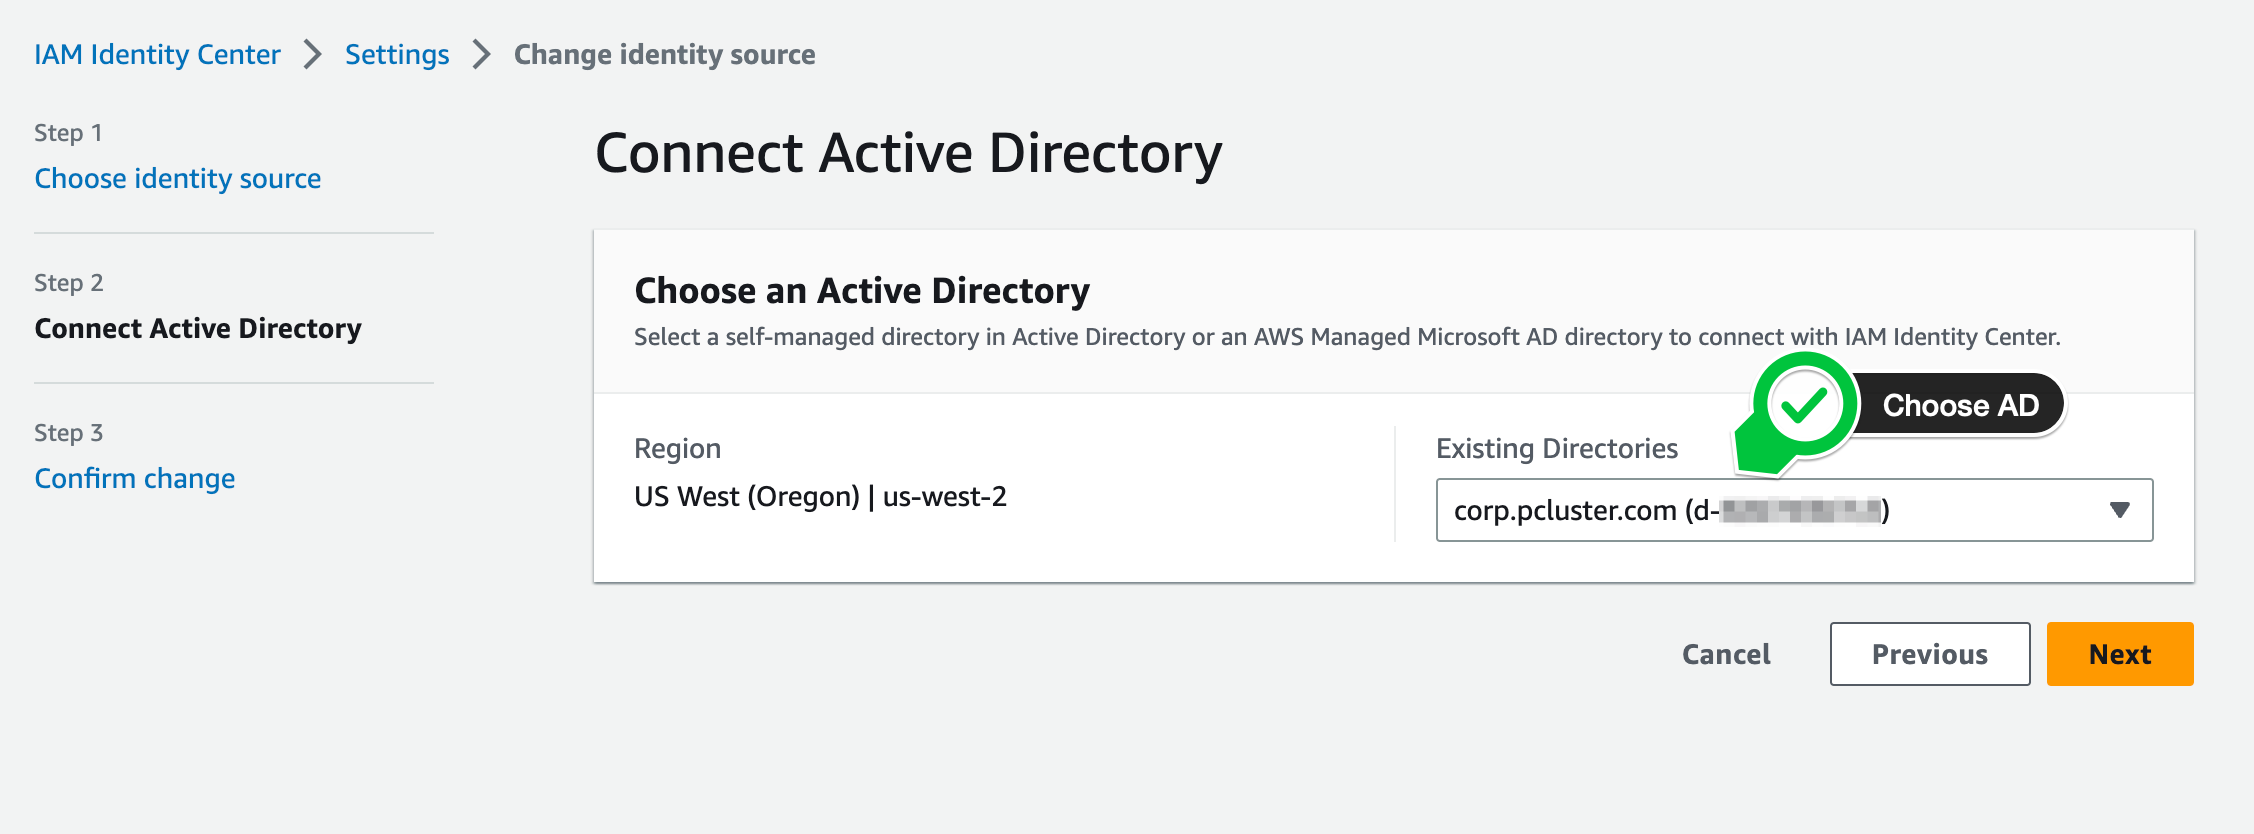 IAM Identity Center > Settings > Change identity source
Step 1
Choose identity source
Step 2
Connect Active Directory
Step 3
Confirm change
Connect Active Directory
Choose an Active Directory
Select a self-managed directory in Active Directory or an AWS Managed Microsoft AD directory to connect with IAM Identity Center.
Choose AD
Region
US West (Oregon) | us-west-2
Existing Directories
corp.pcluster.com (d-)
Cancel
Previous
Next